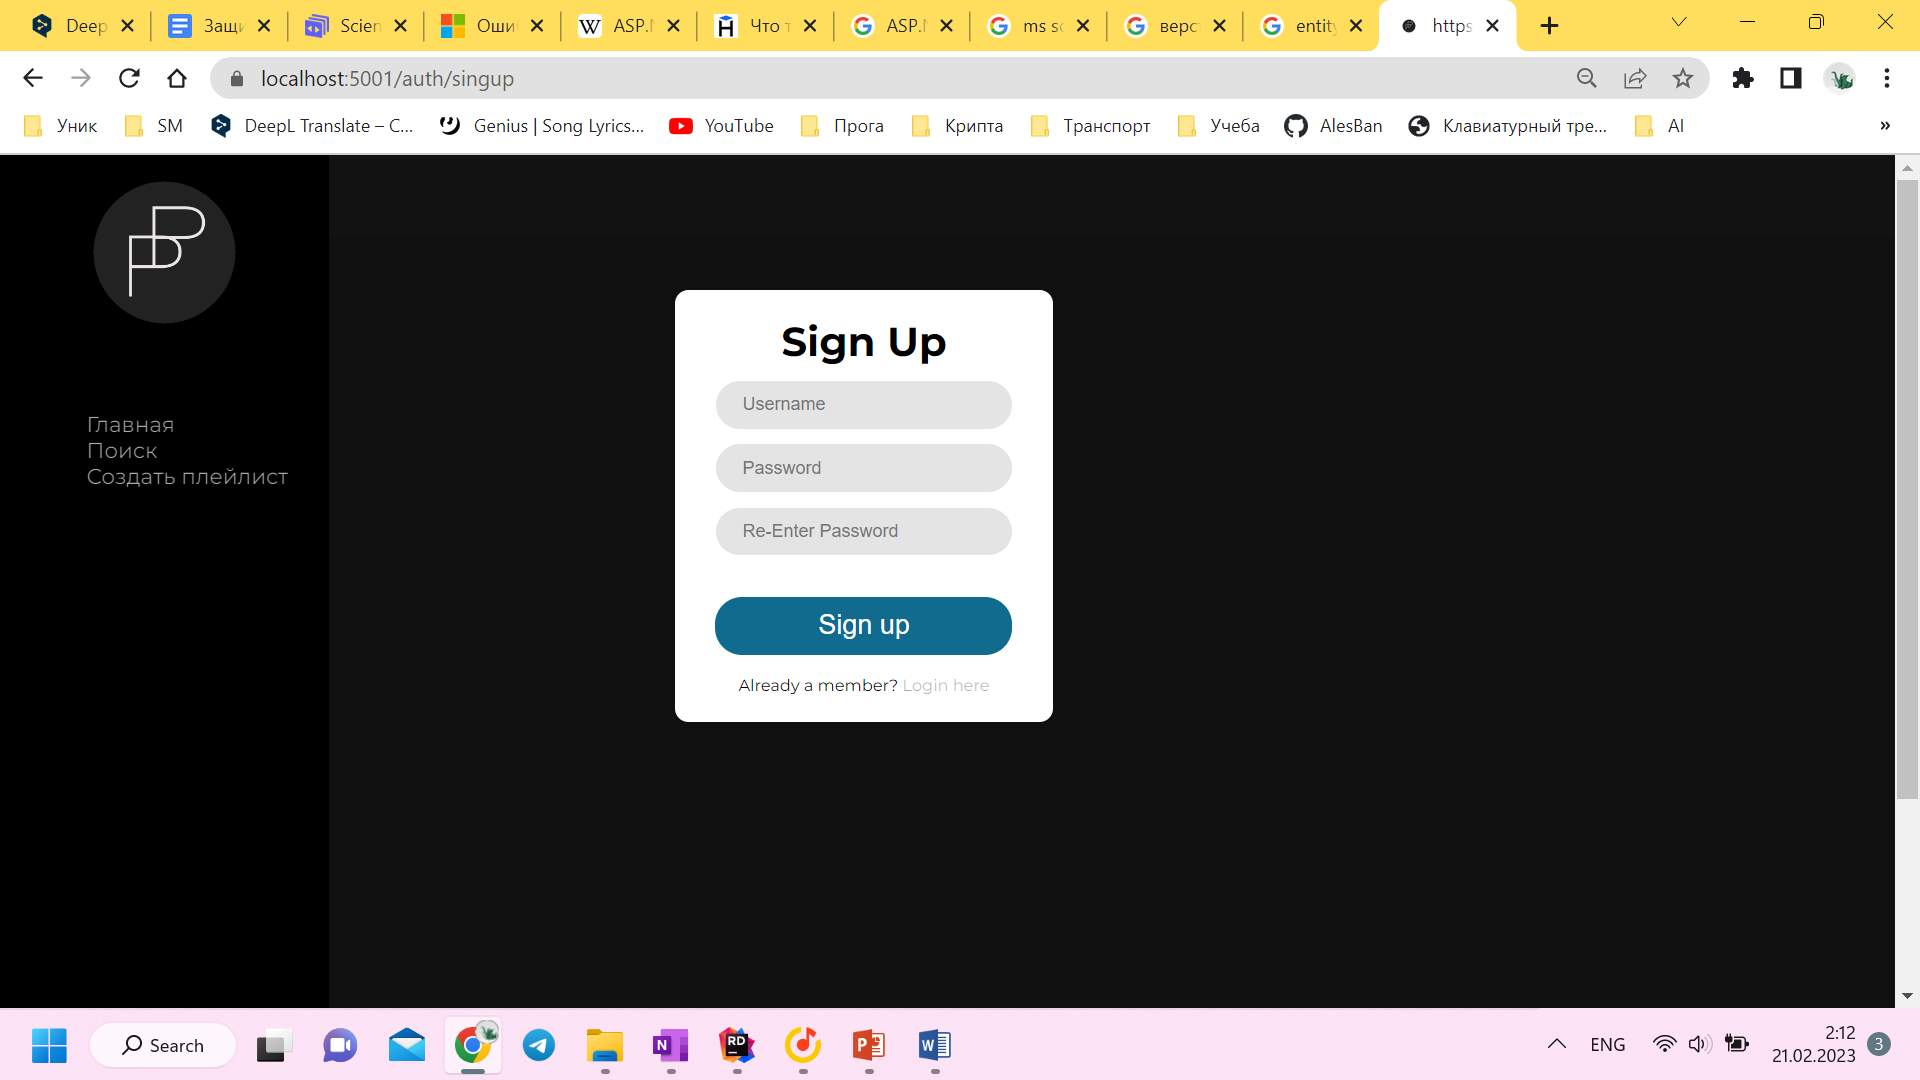 Deep
Защи
Scien
Оши
ASP.N
Что т
ASP.N
ms s
верс
entity
https
localhost:5001/auth/singup
Уник
SM
DeepL Translate – C...
Genius | Song Lyrics...
YouTube
Прога
Крипта
Транспорт
Учеба
AlesBan
Клавиатурный тре...
AI
»
Главная
Поиск
Создать плейлист
Sign Up
Username
Password
Re-Enter Password
Sign up
Already a member? Login here
Search
ENG
2:12
21.02.2023
3